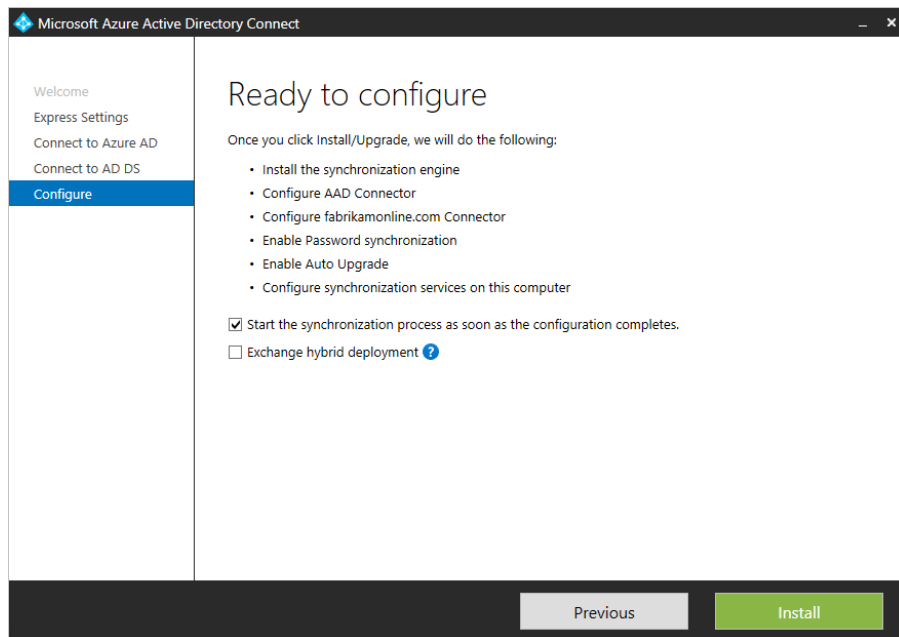 Microsoft Azure Active Directory Connect
Welcome
Express Settings
Connect to Azure AD
Connect to AD DS
Configure
Ready to configure
Once you click Install/Upgrade, we will do the following:
• Install the synchronization engine
• Configure AAD Connector
• Configure fabrikamonline.com Connector
• Enable Password synchronization
• Enable Auto Upgrade
• Configure synchronization services on this computer
Start the synchronization process as soon as the configuration completes.
Exchange hybrid deployment ?
Previous
Install